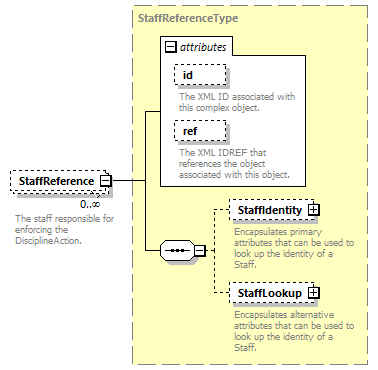 StaffReferenceType
attributes
id
The XML ID associated with
this complex object.
ref
The XML IDREF that
references the object
associated with this object.
StaffReference
0..∞
The staff responsible for
enforcing the
DisciplineAction.
StaffIdentity
Encapsulates primary
attributes that can be used to
look up the identity of a
Staff.
StaffLookup
Encapsulates alternative
attributes that can be used to
look up the identity of a
Staff.